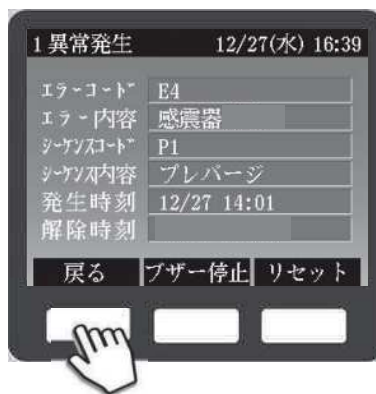 1 異常発生 12/27(水) 16:39
エラーコード E4
エラー内容 感震器
シーケンスコード P1
シーケンス内容 プレパージ
発生時刻 12/27 14:01
解除時刻
戻る ブザー停止 リセット